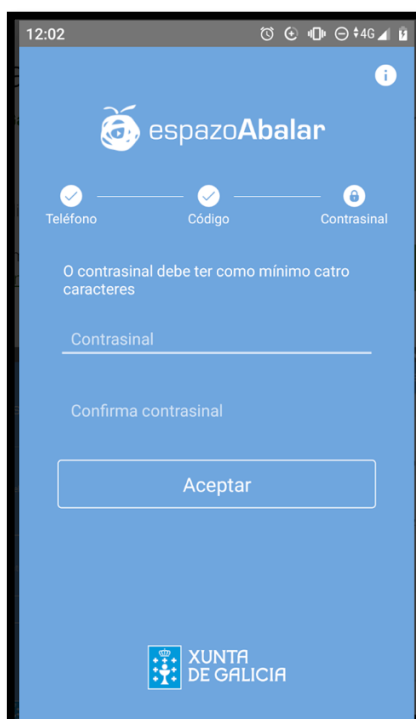 12:02 4G
i
espazoAbalar
Teléfono Código Contrasinal
O contrasinal debe ter como mínimo catro
caracteres
Contrasinal
Confirma contrasinal
Aceptar
XUNTA
DE GALICIA